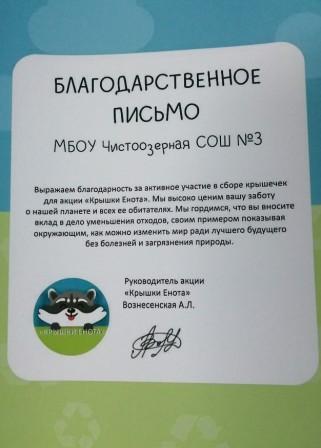 БЛАГОДАРСТВЕННОЕ
ПИСЬМО
МБОУ Чистоозерная СОШ №3
Выражаем благодарность за активное участие в сборе крышечек
для акции «Крышки Енота». Мы высоко ценим вашу заботу
о нашей планете и всех ее обитателях. Мы гордимся, что вы вносите
вклад в дело уменьшения отходов, своим примером показывая
окружающим, как можно изменить мир ради лучшего будущего
без болезней и загрязнения природы.
Руководитель акции
«Крышки Енота»
Вознесенская А.Л.
«КРЫШКИ ЕНОТА»